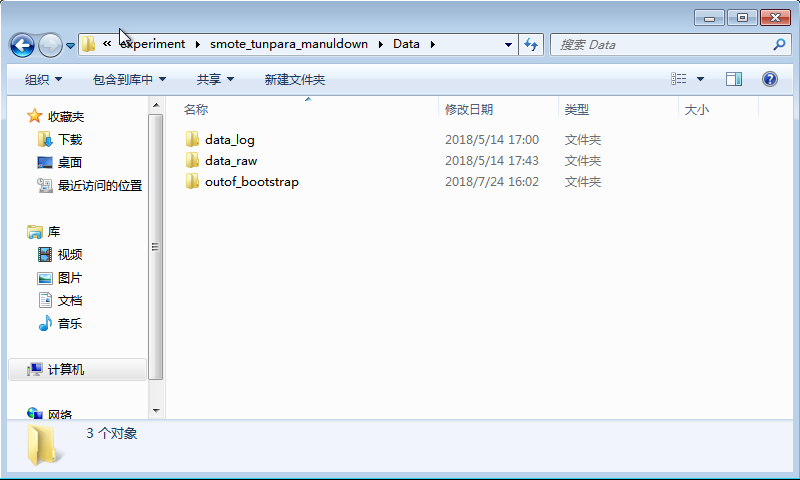 « experiment ▸ smote_tunpara_manuldown ▸ Data ▸
搜索 Data
组织 包含到库中 共享 新建文件夹
名称 修改日期 类型 大小
data_log 2018/5/14 17:00 文件夹
data_raw 2018/5/14 17:43 文件夹
outof_bootstrap 2018/7/24 16:02 文件夹
收藏夹
下载
桌面
最近访问的位置
库
视频
图片
文档
音乐
计算机
网络
3 个对象